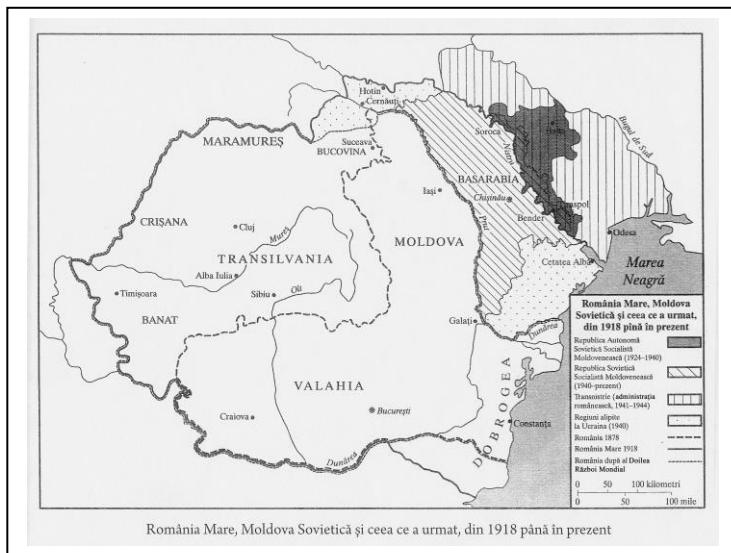 Hotin
Cernăuți
Suceava
BUCOVINA
MARAMUREȘ
Soroca
Nistru
Bugul de Sud
BASARABIA
Iași
Chișinău
Bender
CRIȘANA
Cluj
Mureș
MOLDOVA
Prut
Odesa
TRANSILVANIA
Alba Iulia
Cetatea Albă
Marea
Neagră
Timișoara
Sibiu
Olt
BANAT
Galați
Dunărea
VALAHIA
București
Craiova
DOBROGEA
Constanța
Dunărea
România Mare, Moldova
Sovietică și ceea ce a urmat,
din 1918 pînă în prezent
Republica Autonomă
Sovietică Socialistă
Moldovenească (1924–1940)
Republica Sovietică
Socialistă Moldovenească
(1940–prezent)
Transnistrie (administrația
românească, 1941–1944)
Regiuni alipite
la Ucraina (1940)
România 1878
România Mare 1918
România după al Doilea
Război Mondial
0 50 100 kilometri
0 50 100 mile
România Mare, Moldova Sovietică și ceea ce a urmat, din 1918 până în prezent